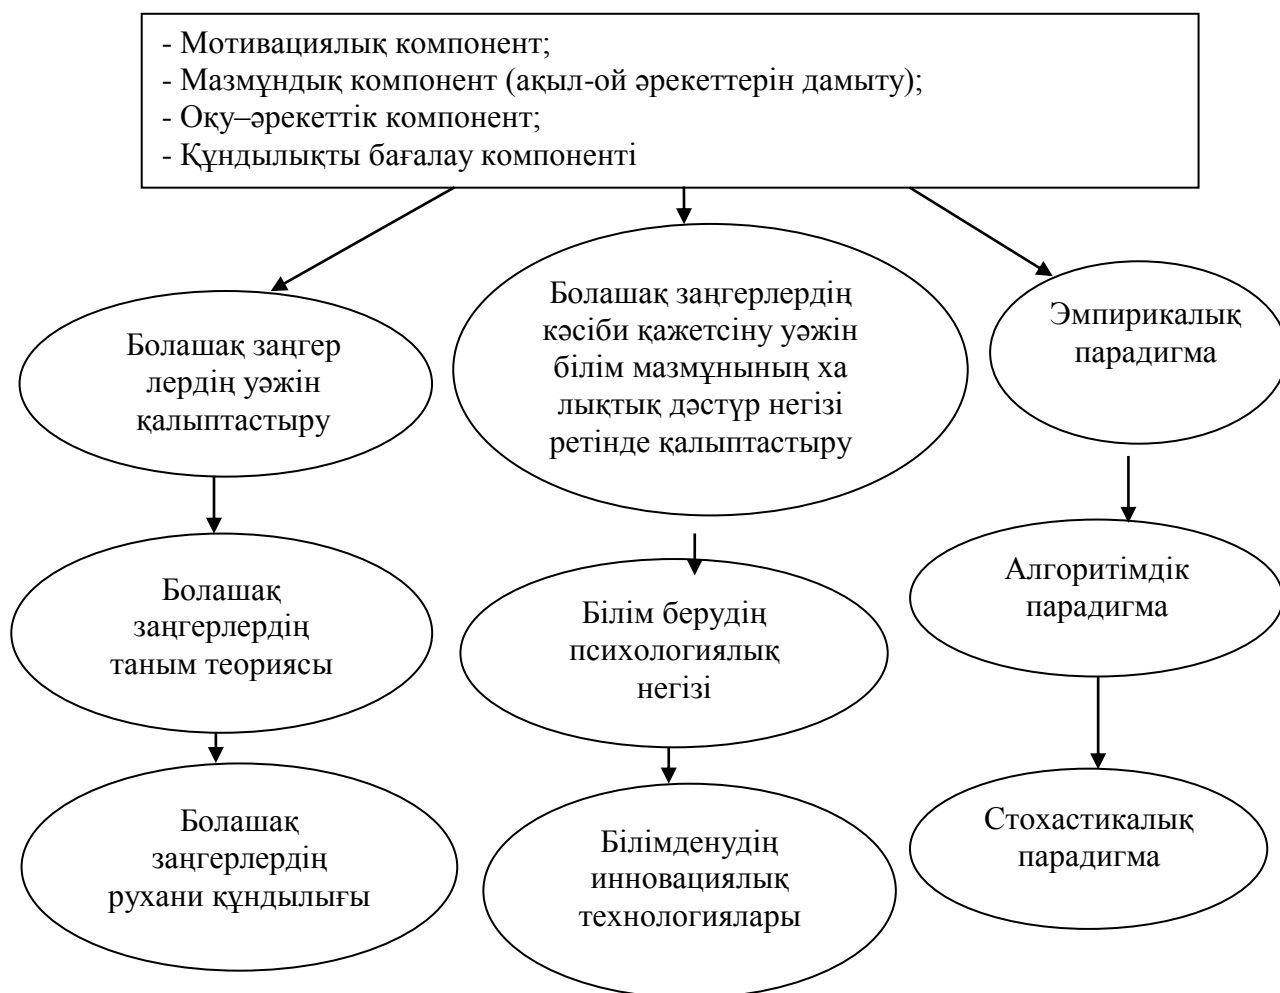 - Мотивациялық компонент;
- Мазмұндық компонент (ақыл-ой әрекеттерін дамыту);
- Оқу–әрекеттік компонент;
- Құндылықты бағалау компоненті
Болашақ заңгер
лердің уәжін
қалыптастыру
Болашақ заңгерлердің
кәсіби қажетсіну уәжін
білім мазмұнының ха
лықтық дәстүр негізі
ретінде қалыптастыру
Эмпирикалық
парадигма
Болашақ
заңгерлердің
таным теориясы
Білім берудің
психологиялық
негізі
Алгоритімдік
парадигма
Болашақ
заңгерлердің
рухани құндылығы
Білімденудің
инновациялық
технологиялары
Стохастикалық
парадигма